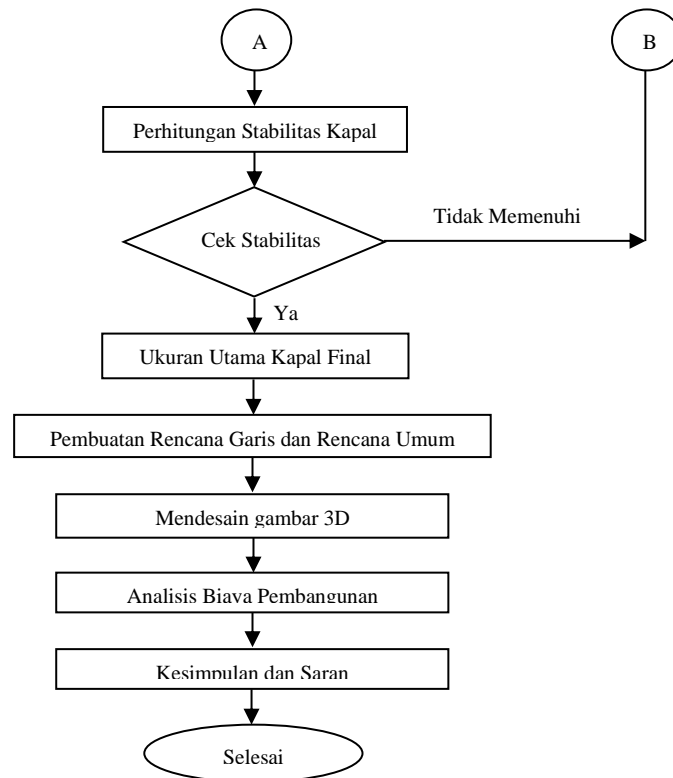 A
B
Perhitungan Stabilitas Kapal
Tidak Memenuhi
Cek Stabilitas
Ya
Ukuran Utama Kapal Final
Pembuatan Rencana Garis dan Rencana Umum
Mendesain gambar 3D
Analisis Biaya Pembangunan
Kesimpulan dan Saran
Selesai